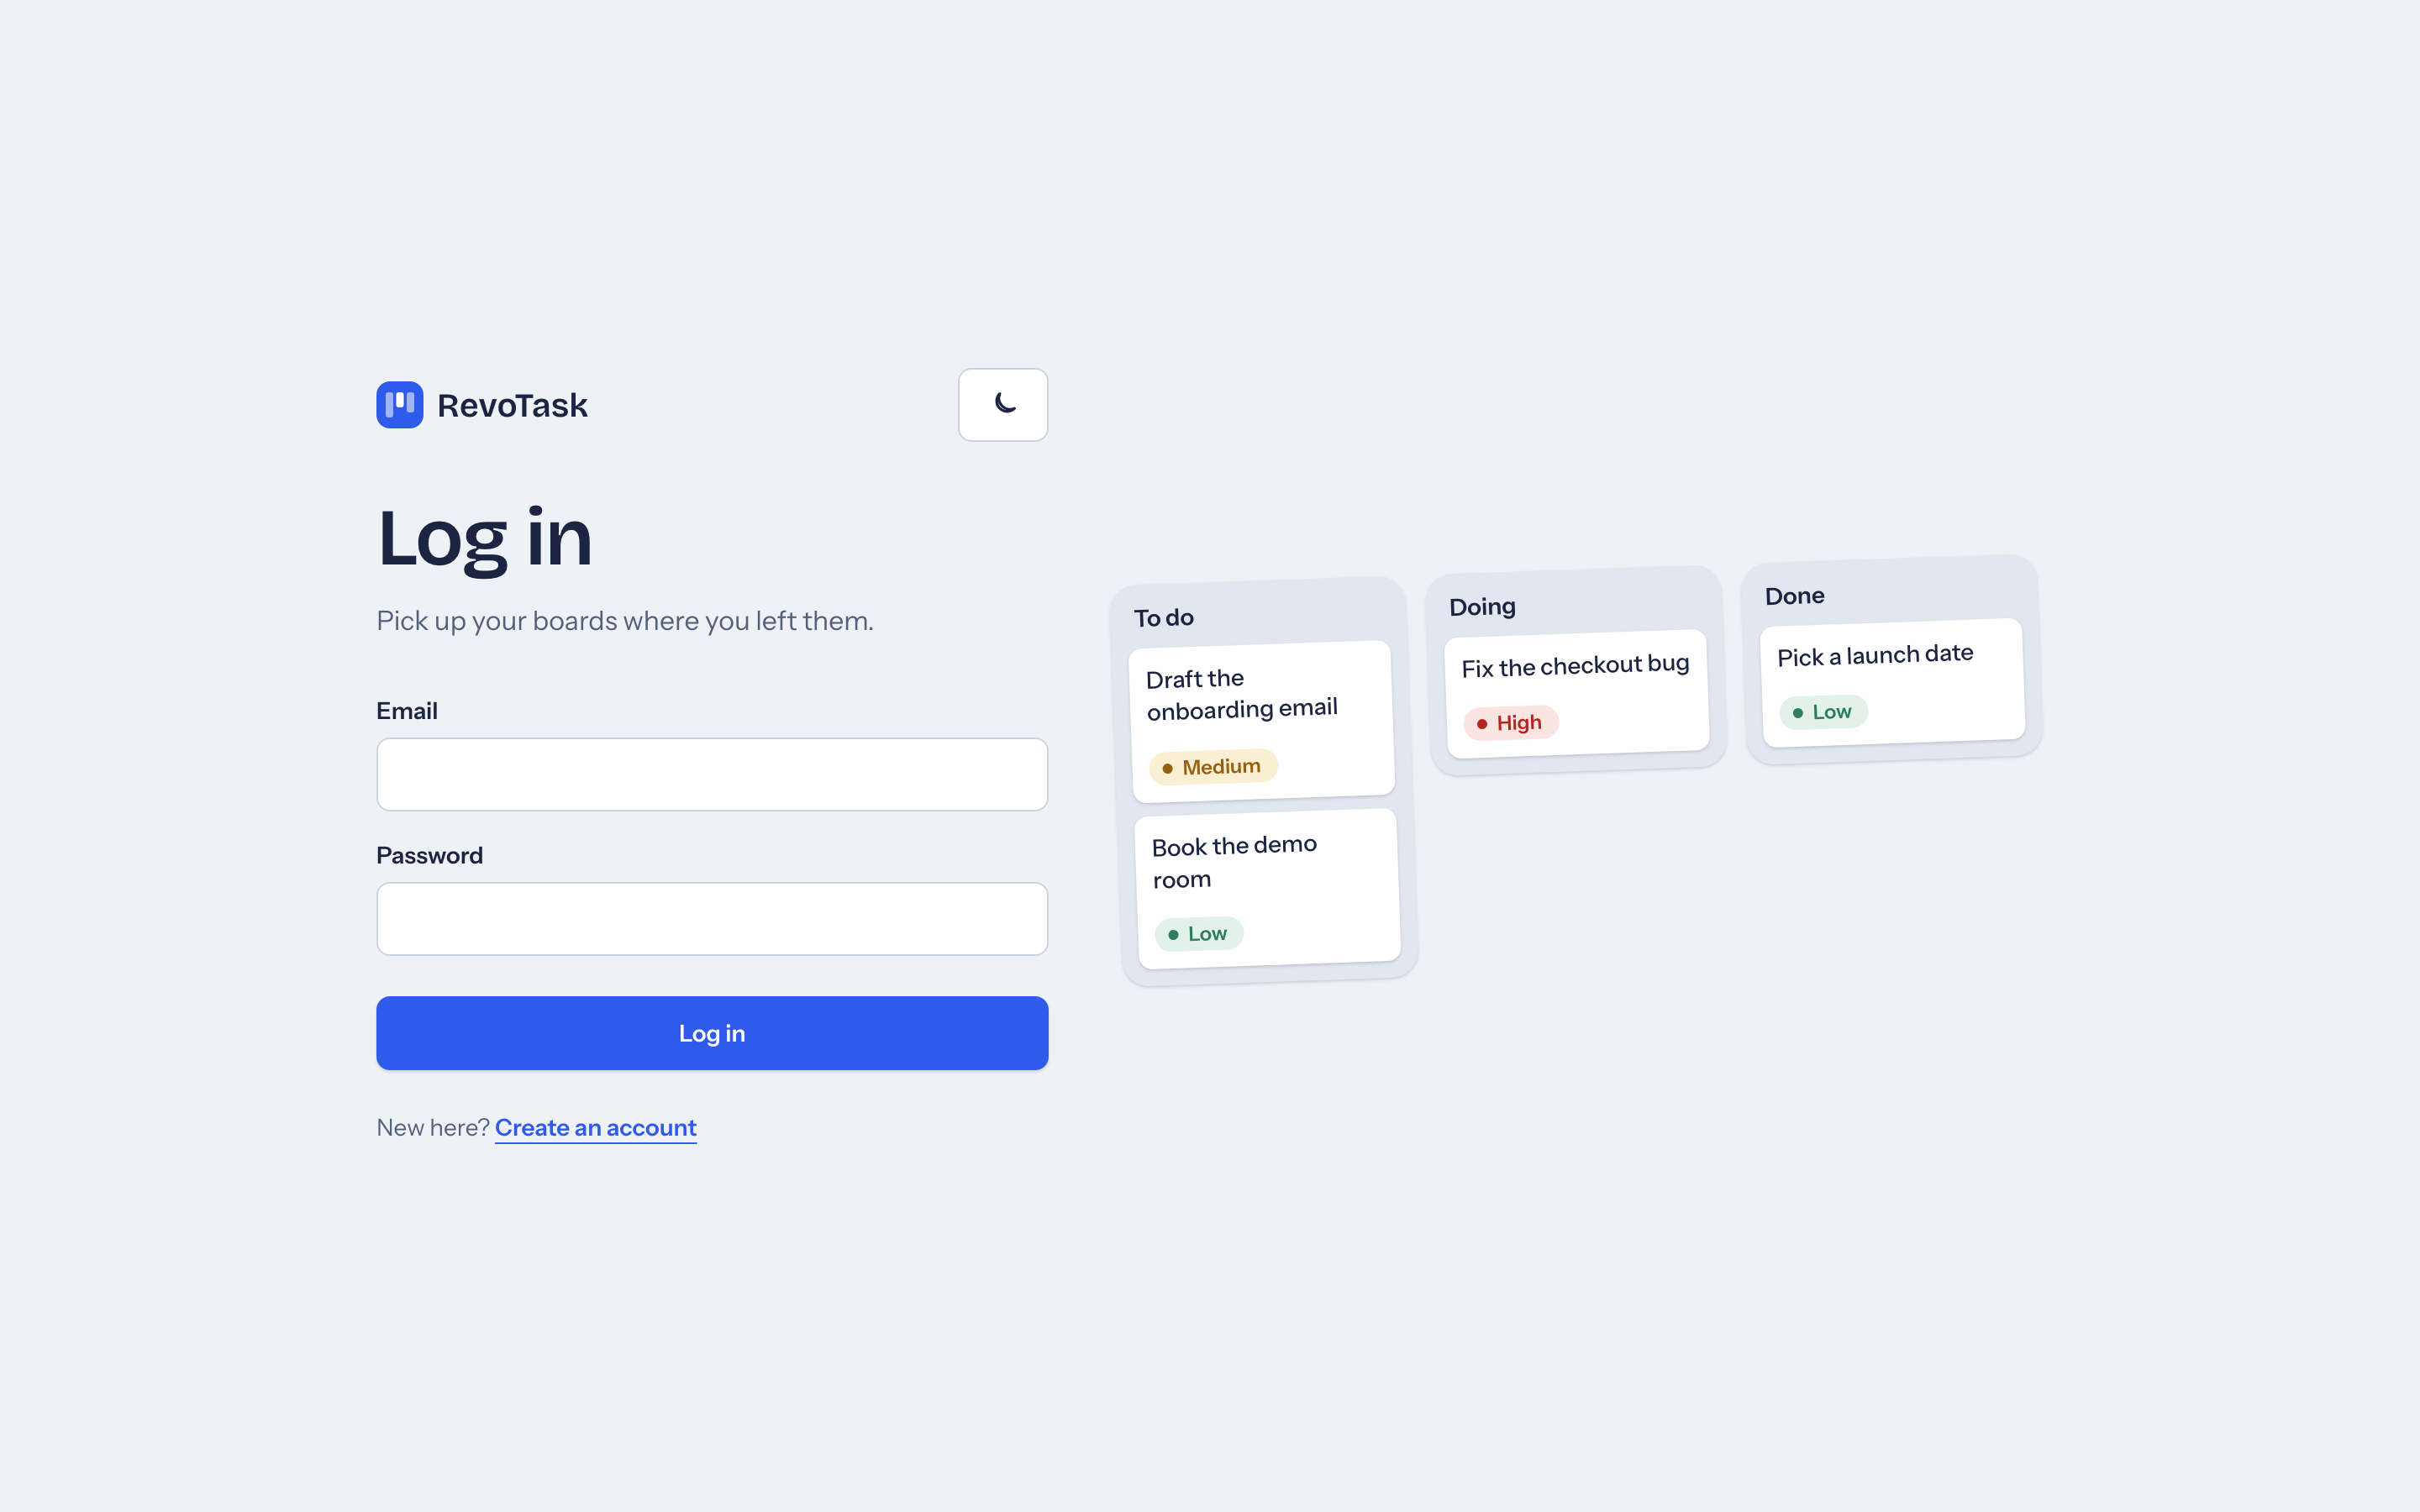 RevoTask
Log in
Pick up your boards where you left them.
Email
Password
Log in
New here? Create an account
To do
Draft the
onboarding email
Medium
Book the demo
room
Low
Doing
Fix the checkout bug
High
Done
Pick a launch date
Low